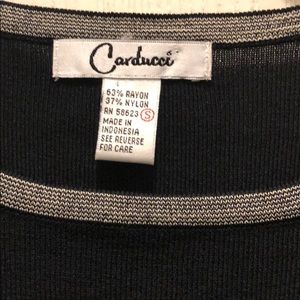 Carducci
63% RAYON
37% NYLON
RN 58623 S
MADE IN
INDONESIA
SEE REVERSE
FOR CARE